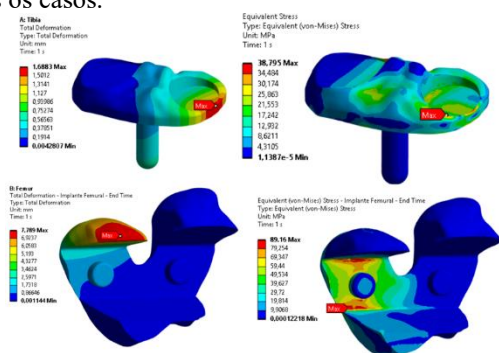 s os casos.
A: Tibia
Total Deformation
Type: Total Deformation
Unit: mm
Time: 1 s
1,6883 Max
1,5012
1,3141
1,127
0,93986
0,75274
0,56563
0,37851
0,1914
0,0042807 Min
Max
Equivalent Stress
Type: Equivalent (von-Mises) Stress
Unit: MPa
Time: 1 s
38,795 Max
34,484
30,174
25,863
21,553
17,242
12,932
8,6211
4,3105
1,1387e-5 Min
Max
B: Femur
Total Deformation - Implante Femural - End Time
Type: Total Deformation
Unit: mm
Time: 1 s
7,789 Max
6,9237
6,0583
5,193
4,3277
3,4624
2,5971
1,7318
0,86646
0,001144 Min
Max
Equivalent (von-Mises) Stress - Implante Femural - End Time
Type: Equivalent (von-Mises) Stress
Unit: MPa
Time: 1 s
89,16 Max
79,254
69,347
59,44
49,534
39,627
29,72
19,814
9,9068
0,00012218 Min
Max